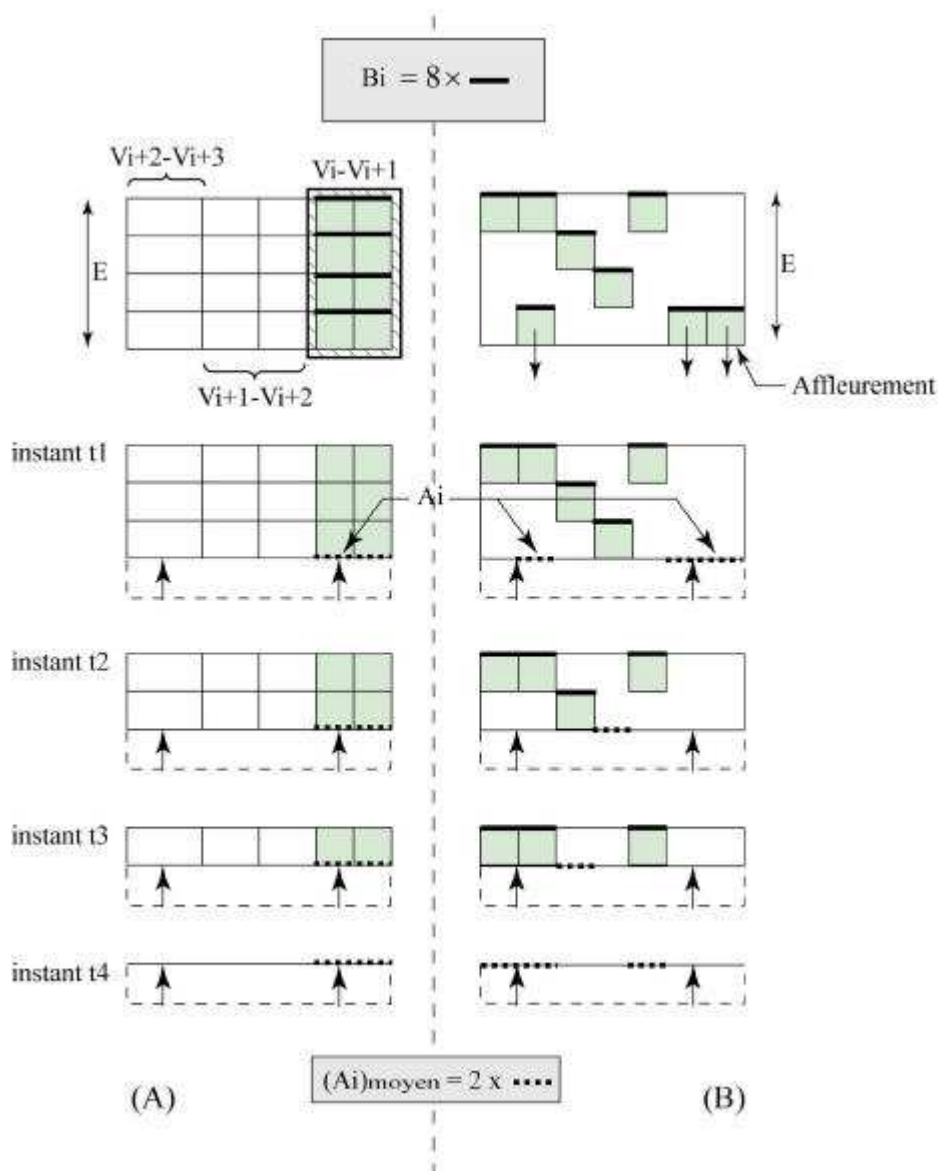 Bi = 8 ×
Vi+2-Vi+3
Vi-Vi+1
E
E
Vi+1-Vi+2
Affleurement
instant t1
Ai
instant t2
instant t3
instant t4
(Ai)moyen = 2 x
(A)
(B)